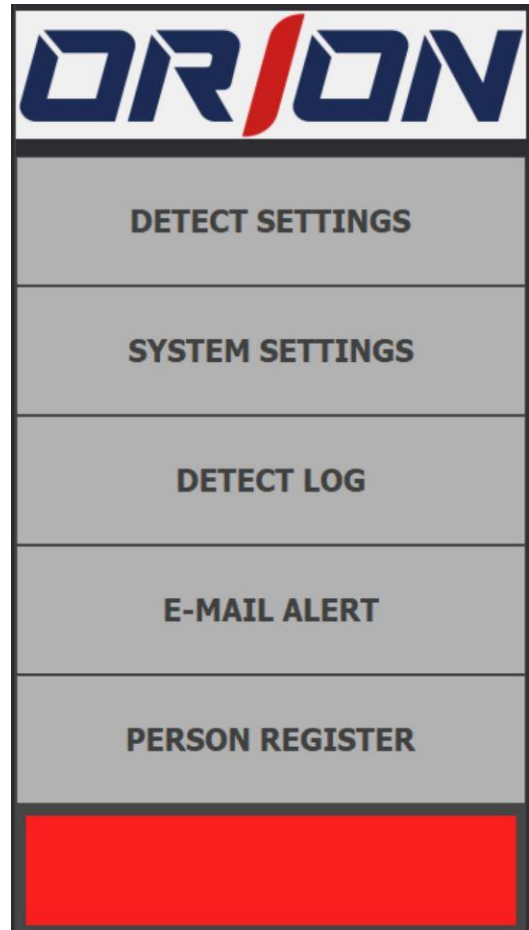 ORION
DETECT SETTINGS
SYSTEM SETTINGS
DETECT LOG
E-MAIL ALERT
PERSON REGISTER